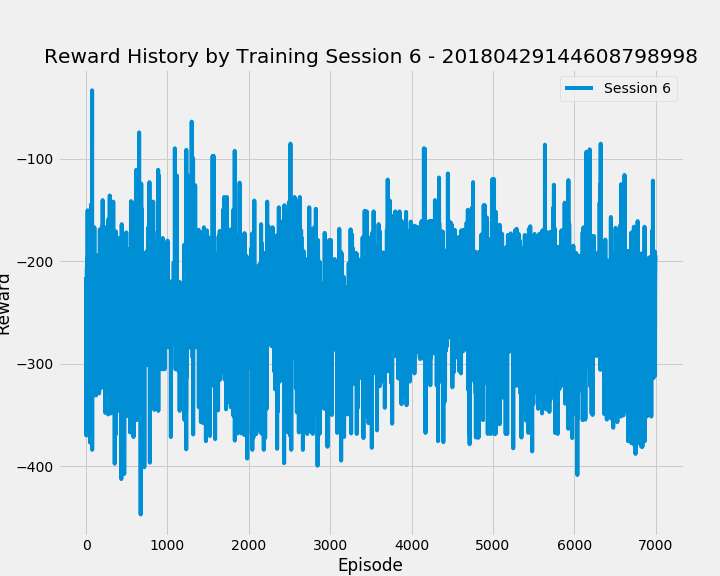 Reward History by Training Session 6 - 20180429144608798998
Session 6
−100
−200
−300
−400
Reward
0 1000 2000 3000 4000 5000 6000 7000
Episode